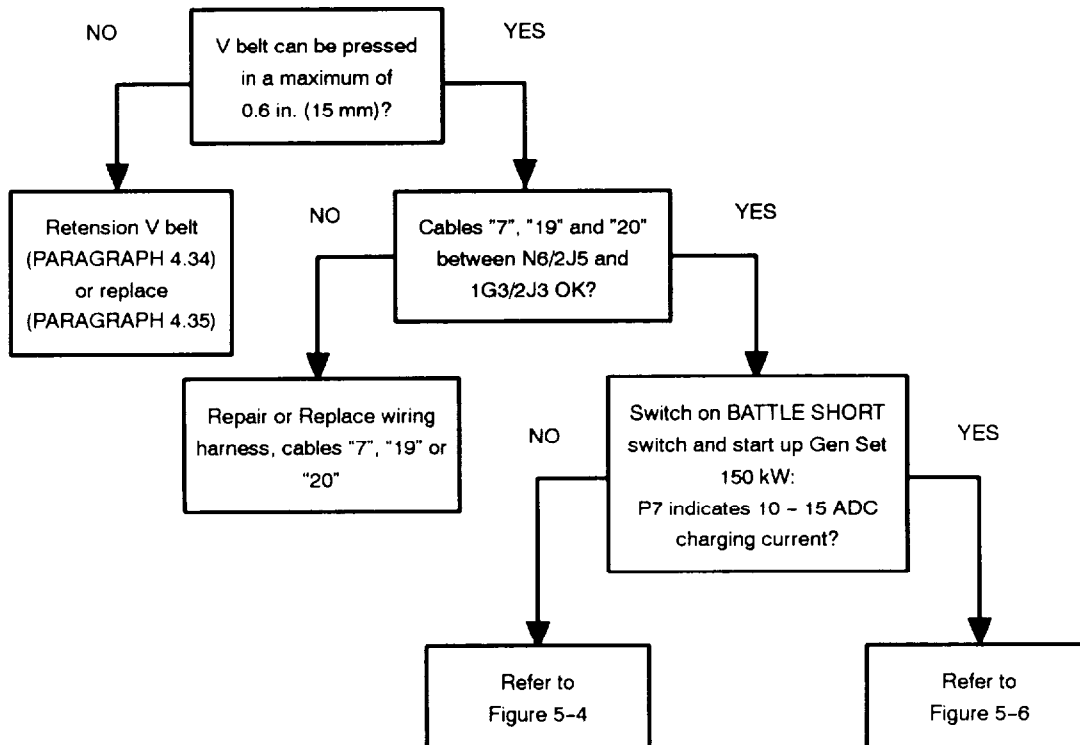 NO
YES
V belt can be pressed
in a maximum of
0.6 in. (15 mm)?
Retension V belt
(PARAGRAPH 4.34)
or replace
(PARAGRAPH 4.35)
NO
YES
Cables "7", "19" and "20"
between N6/2J5 and
1G3/2J3 OK?
Repair or Replace wiring
harness, cables "7", "19" or
"20"
NO
YES
Switch on BATTLE SHORT
switch and start up Gen Set
150 kW:
P7 indicates 10 – 15 ADC
charging current?
Refer to
Figure 5–4
Refer to
Figure 5–6